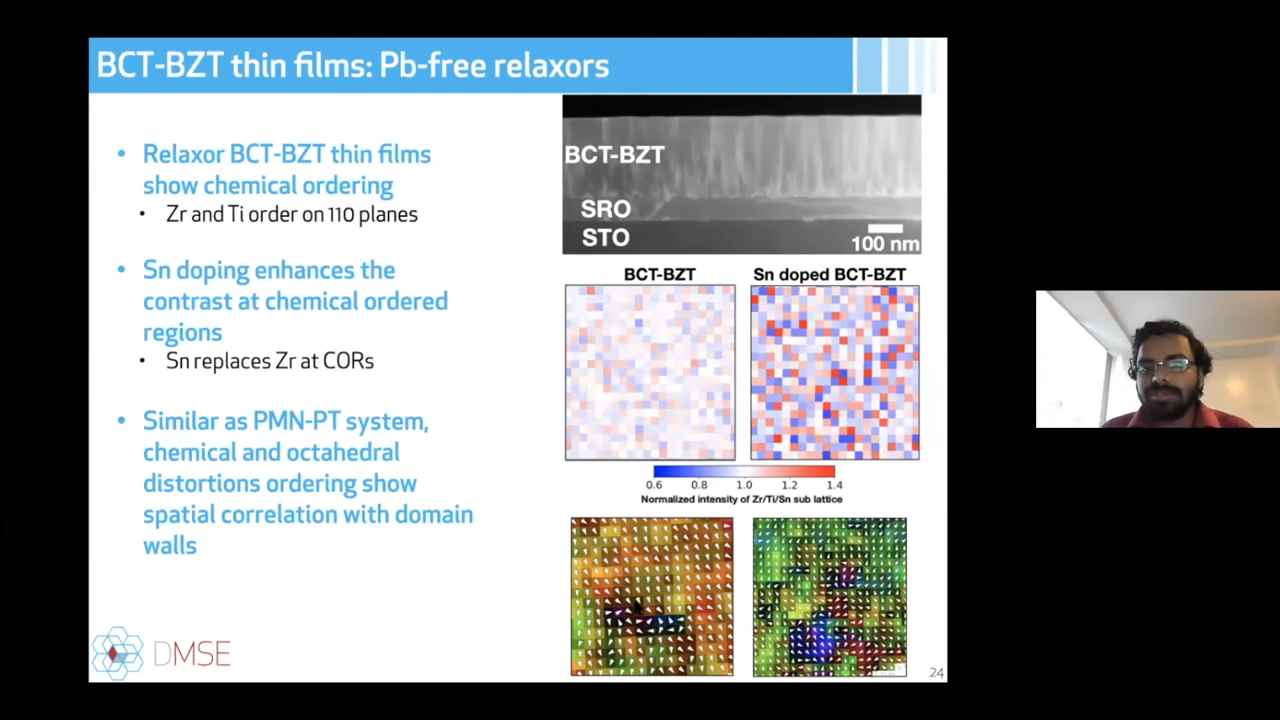 BCT-BZT thin films: Pb-free relaxors
• Relaxor BCT-BZT thin films
show chemical ordering
• Zr and Ti order on 110 planes
• Sn doping enhances the
contrast at chemical ordered
regions
• Sn replaces Zr at CORs
• Similar as PMN-PT system,
chemical and octahedral
distortions ordering show
spatial correlation with domain
walls
BCT-BZT
SRO
STO
100 nm
BCT-BZT
Sn doped BCT-BZT
0.6 0.8 1.0 1.2 1.4
Normalized intensity of Zr/Ti/Sn sub lattice
DMSE
24